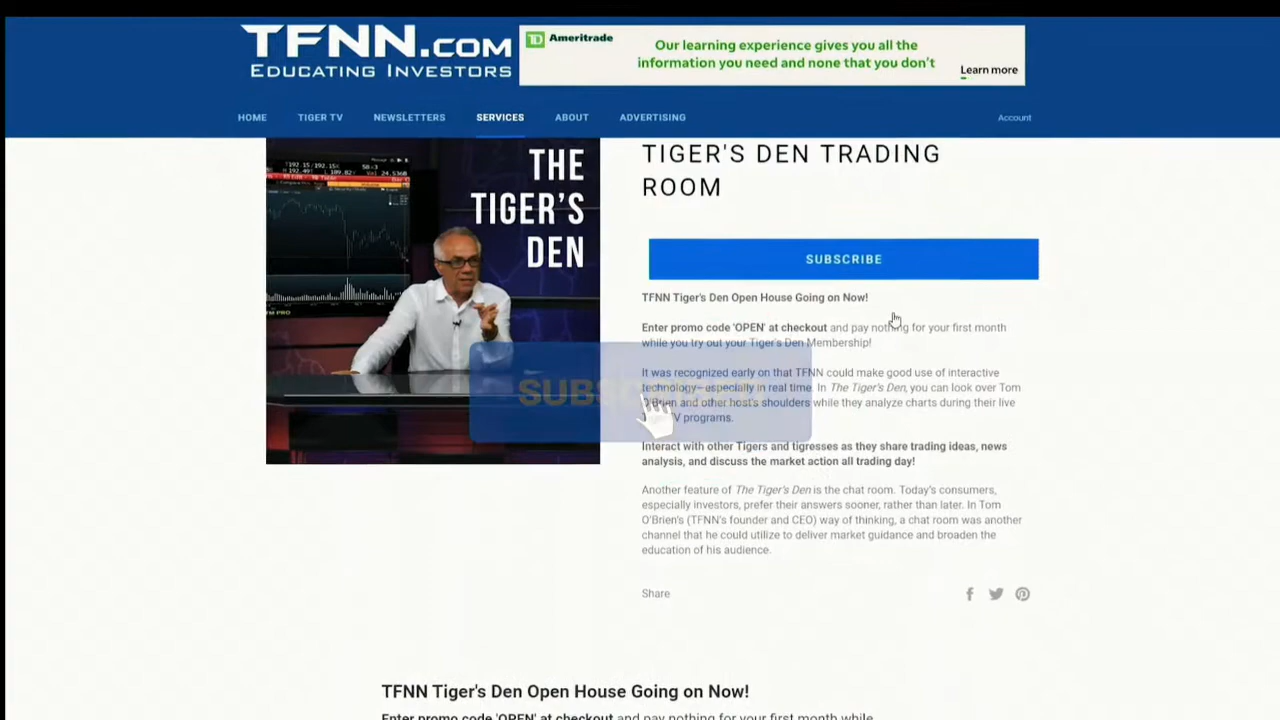 TFNN.COM
EDUCATING INVESTORS
Ameritrade
Our learning experience gives you all the
information you need and none that you don't
Learn more
HOME
TIGER TV
NEWSLETTERS
SERVICES
ABOUT
ADVERTISING
Account
THE
TIGER'S
DEN
TIGER'S DEN TRADING
ROOM
SUBSCRIBE
TFNN Tiger's Den Open House Going on Now!
Enter promo code 'OPEN' at checkout and pay nothing for your first month
while you try out your Tiger's Den Membership!
It was recognized early on that TFNN could make good use of interactive
technology—especially in real time. In The Tiger's Den, you can look over Tom
O'Brien and other host's shoulders while they analyze charts during their live
TV programs.
Interact with other Tigers and tigresses as they share trading ideas, news
analysis, and discuss the market action all trading day!
Another feature of The Tiger's Den is the chat room. Today's consumers,
especially investors, prefer their answers sooner, rather than later. In Tom
O'Brien's (TFNN's founder and CEO) way of thinking, a chat room was another
channel that he could utilize to deliver market guidance and broaden the
education of his audience.
Share
TFNN Tiger's Den Open House Going on Now!
Enter promo code 'OPEN' at checkout and pay nothing for your first month while